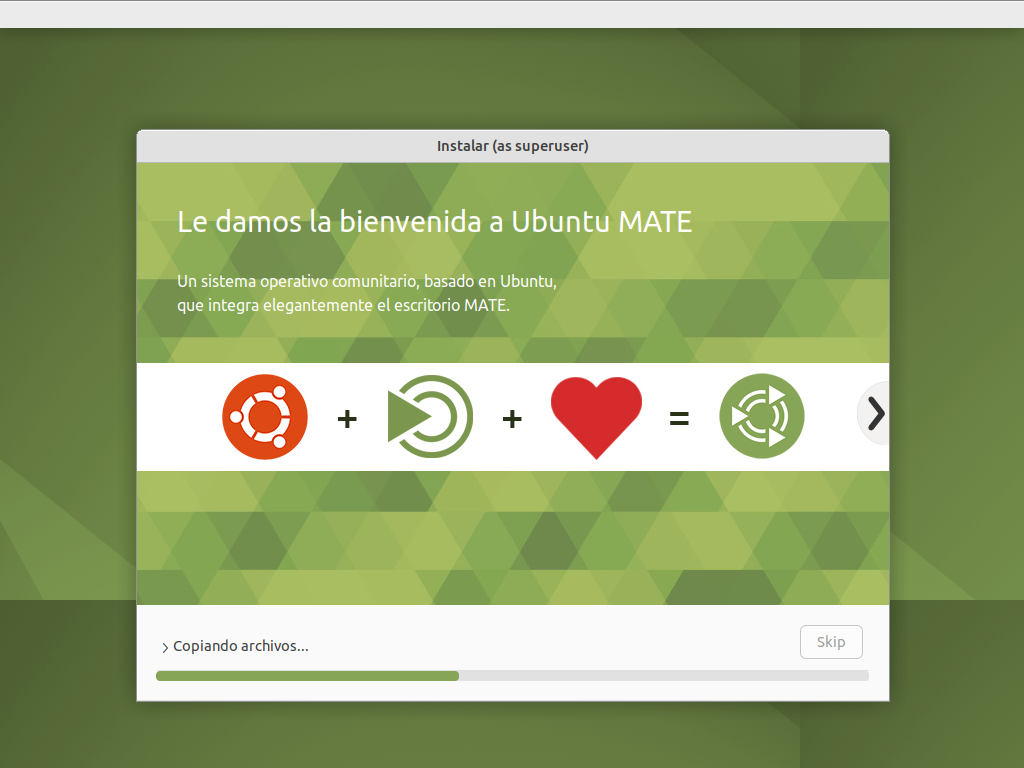 Instalar (as superuser)
Le damos la bienvenida a Ubuntu MATE
Un sistema operativo comunitario, basado en Ubuntu,
que integra elegantemente el escritorio MATE.
+ + =
Copiando archivos...
Skip